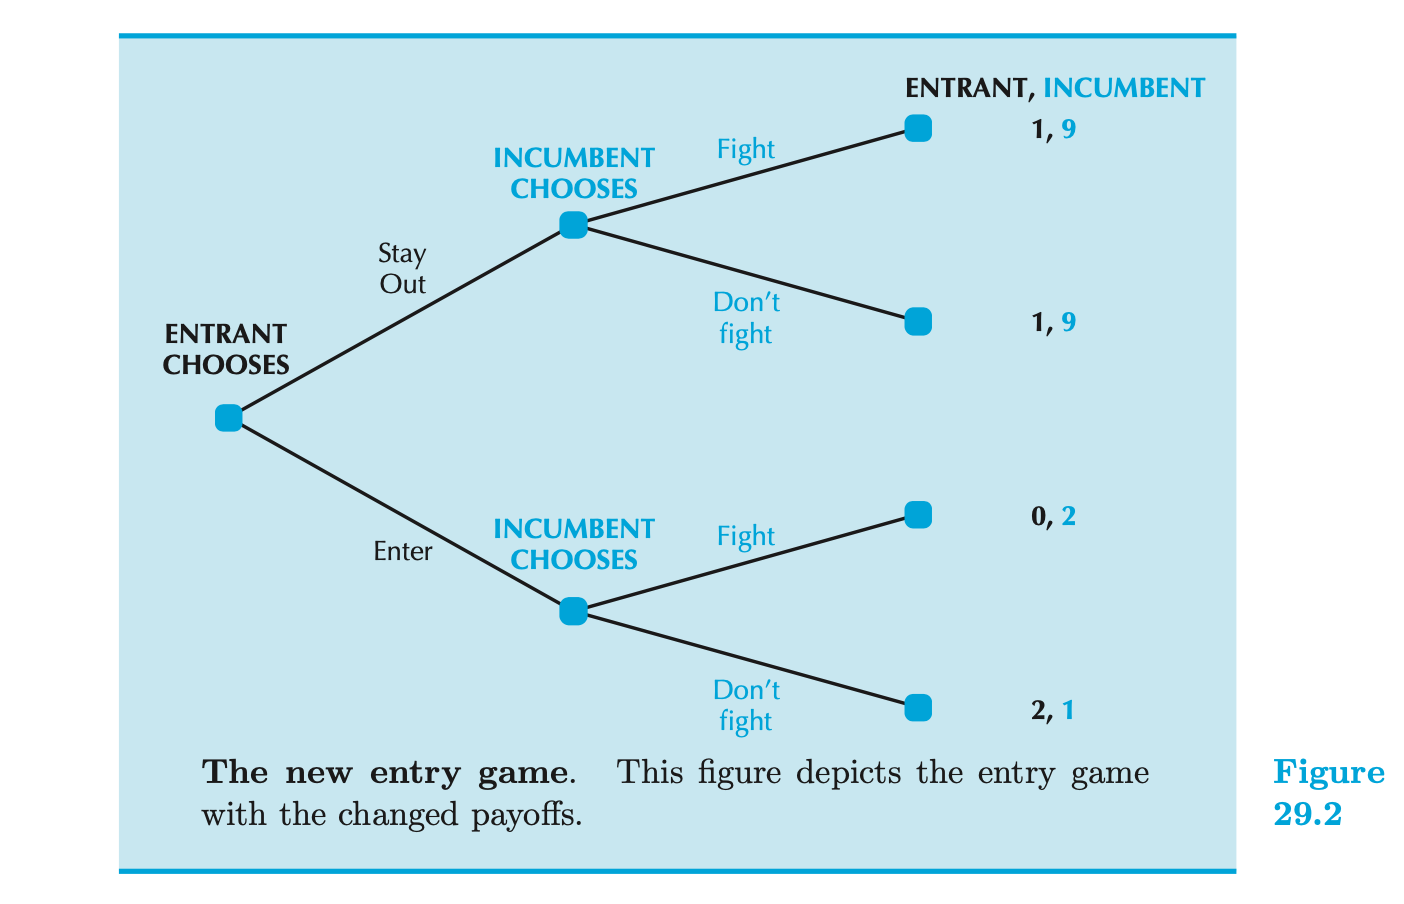 ENTRANT, INCUMBENT
1, 9
Fight
INCUMBENT
CHOOSES
Stay
Out
Don't
fight
1, 9
ENTRANT
CHOOSES
Enter
INCUMBENT
CHOOSES
Fight
0, 2
Don't
fight
2, 1
The new entry game. This figure depicts the entry game
with the changed payoffs.
Figure
29.2